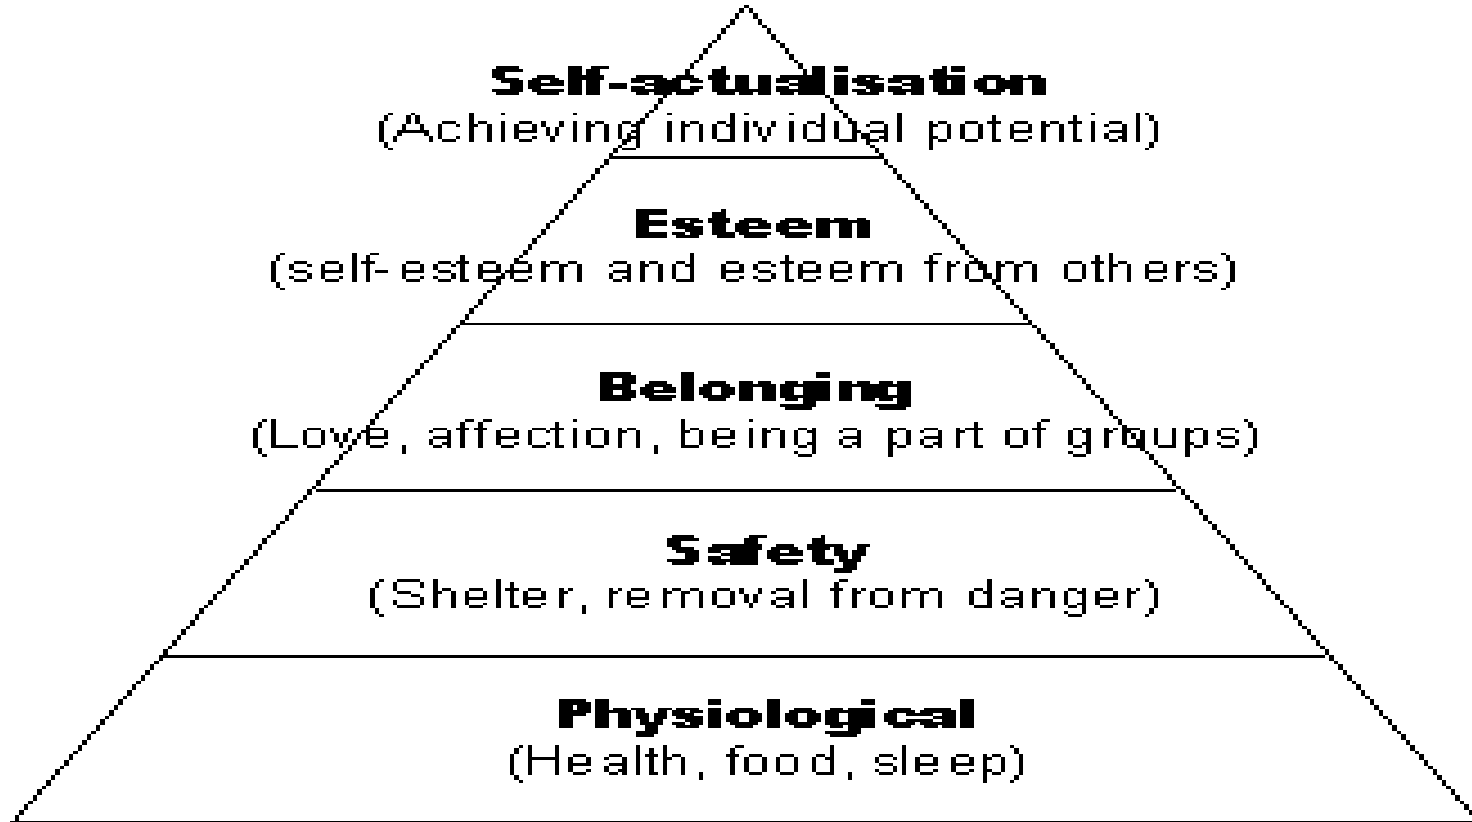 Self-actualisation
(Achieving individual potential)
Esteem
(self-esteem and esteem from others)
Belonging
(Love, affection, being a part of groups)
Safety
(Shelter, removal from danger)
Physiological
(Health, food, sleep)